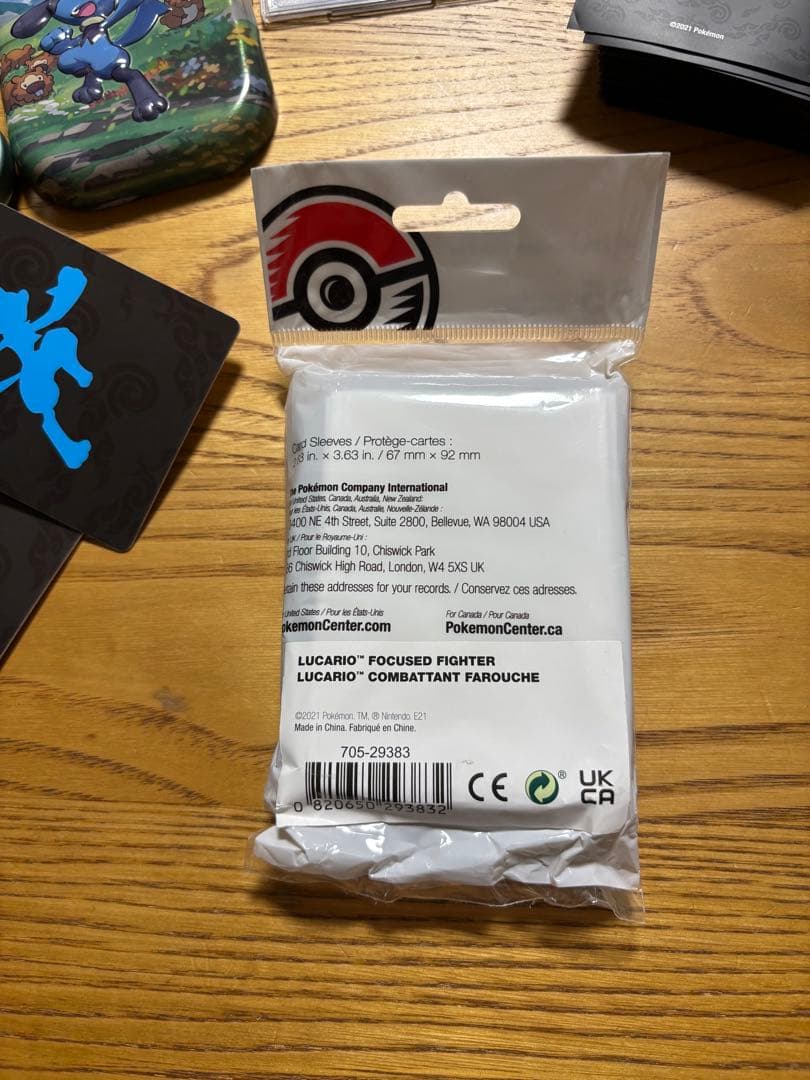 ©2021 Pokémon
Card Sleeves / Protège-cartes :
in. × 3.63 in. / 67 mm × 92 mm
The Pokémon Company International
United States, Canada, Australia, New Zealand:
les États-Unis, Canada, Australie, Nouvelle-Zélande :
400 NE 4th Street, Suite 2800, Bellevue, WA 98004 USA
/ Pour le Royaume-Uni :
Floor Building 10, Chiswick Park
Chiswick High Road, London, W4 5XS UK
these addresses for your records. / Conservez ces adresses.
United States / Pour les États-Unis
For Canada / Pour Canada
okemonCenter.com
PokemonCenter.ca
LUCARIO™ FOCUSED FIGHTER
LUCARIO™ COMBATTANT FAROUCHE
©2021 Pokémon. TM, ® Nintendo. E21
Made in China. Fabriqué en Chine.
705-29383
0 820650 293832
CE
®
UK
CA